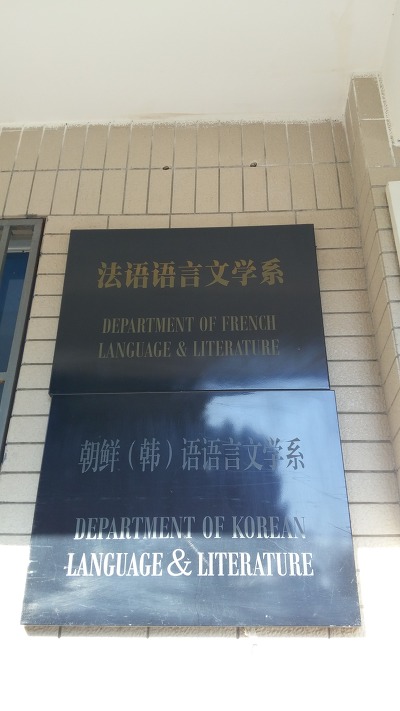 法语语言文学系
DEPARTMENT OF FRENCH
LANGUAGE & LITERATURE
朝鲜（韩）语语言文学系
DEPARTMENT OF KOREAN
LANGUAGE & LITERATURE